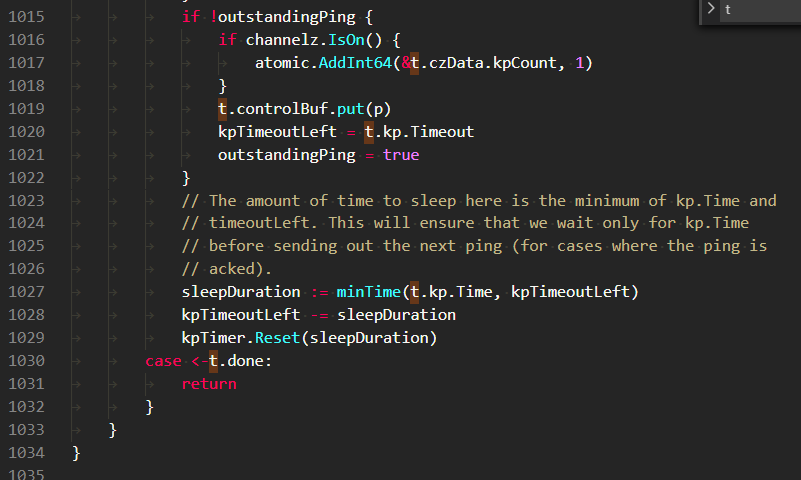 t
1015 if !outstandingPing {
1016 if channelz.IsOn() {
1017 atomic.AddInt64(&t.czData.kpCount, 1)
1018 }
1019 t.controlBuf.put(p)
1020 kpTimeoutLeft = t.kp.Timeout
1021 outstandingPing = true
1022 }
1023 // The amount of time to sleep here is the minimum of kp.Time and
1024 // timeoutLeft. This will ensure that we wait only for kp.Time
1025 // before sending out the next ping (for cases where the ping is
1026 // acked).
1027 sleepDuration := minTime(t.kp.Time, kpTimeoutLeft)
1028 kpTimeoutLeft -= sleepDuration
1029 kpTimer.Reset(sleepDuration)
1030 case <-t.done:
1031 return
1032 }
1033 }
1034 }
1035